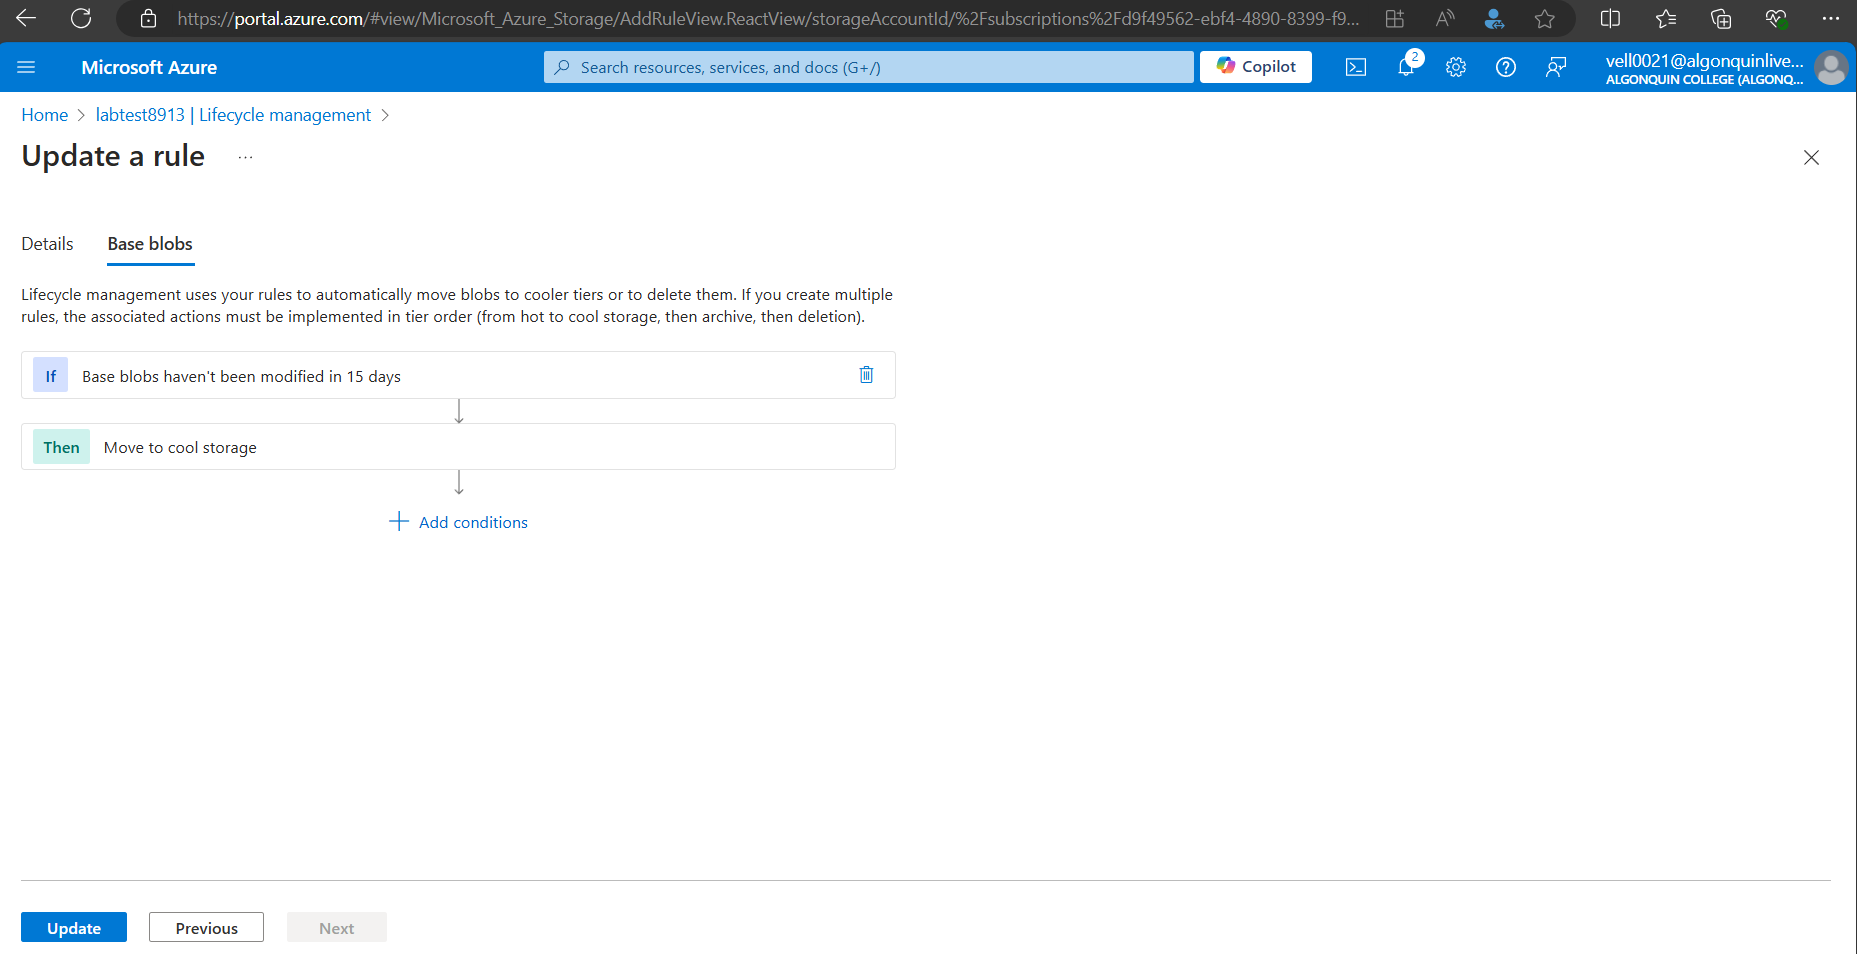 https://portal.azure.com/#view/Microsoft_Azure_Storage/AddRuleView.ReactView/storageAccountId/%2Fsubscriptions%2Fd9f49562-ebf4-4890-8399-f9...
Microsoft Azure
Search resources, services, and docs (G+/)
Copilot
2
vell0021@algonquinlive...
ALGONQUIN COLLEGE (ALGONQ...
Home > labtest8913 | Lifecycle management >
Update a rule ...
Details Base blobs
Lifecycle management uses your rules to automatically move blobs to cooler tiers or to delete them. If you create multiple
rules, the associated actions must be implemented in tier order (from hot to cool storage, then archive, then deletion).
If Base blobs haven't been modified in 15 days
Then Move to cool storage
Add conditions
Update Previous Next